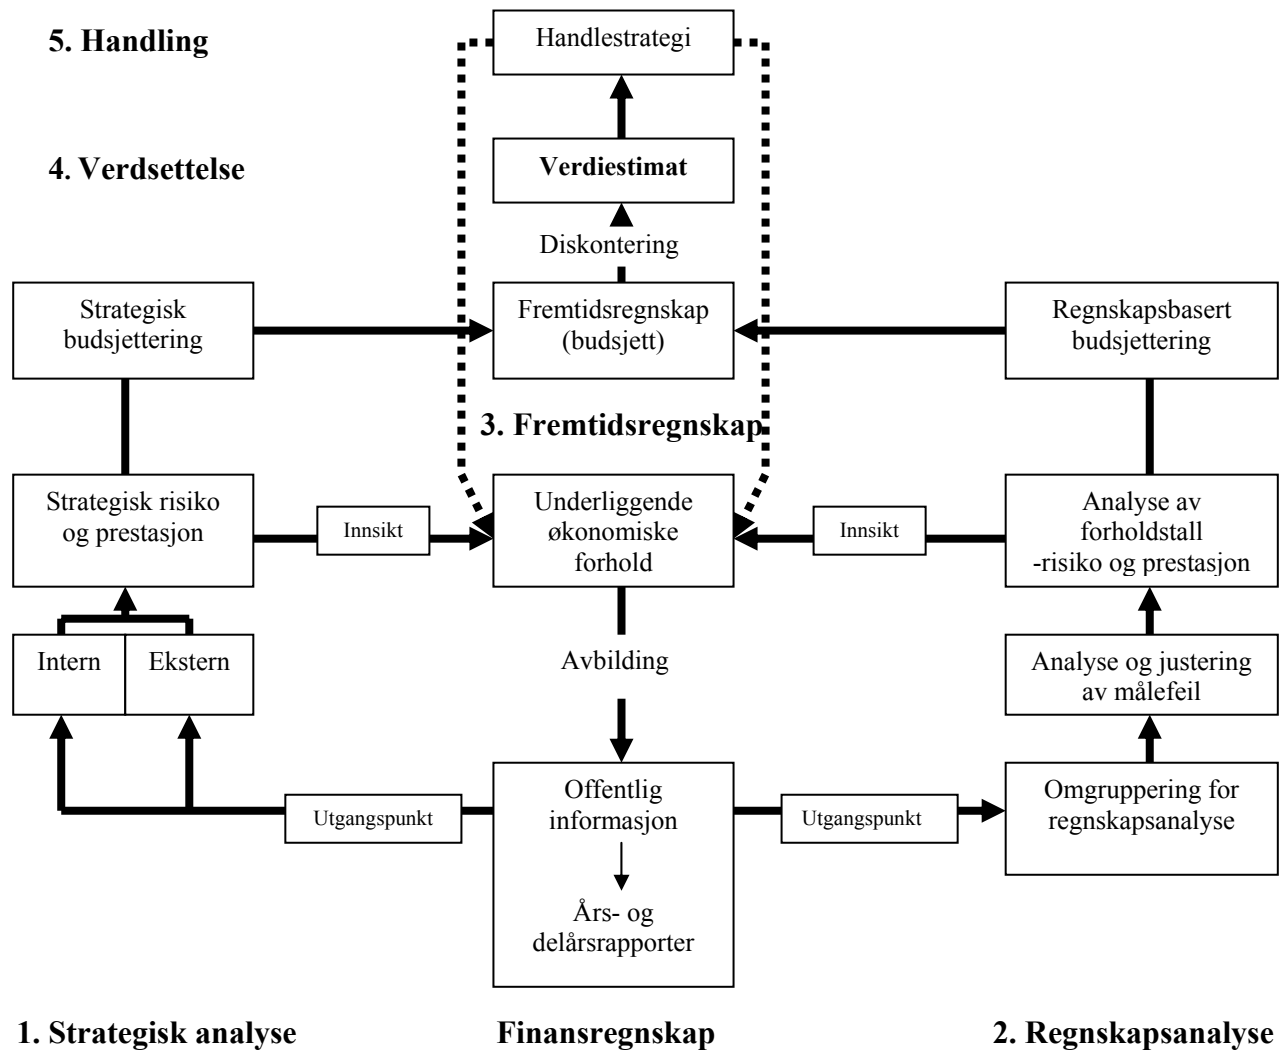 5. Handling
Handlestrategi
4. Verdsettelse
Verdiestimat
Diskontering
Strategisk
budsjettering
Fremtidsregnskap
(budsjett)
Regnskapsbasert
budsjettering
3. Fremtidsregnskap
Strategisk risiko
og prestasjon
Innsikt
Underliggende
økonomiske
forhold
Innsikt
Analyse av
forholdstall
-risiko og prestasjon
Intern
Ekstern
Avbilding
Analyse og justering
av målefeil
Utgangspunkt
Offentlig
informasjon
Års- og
delårsrapporter
Utgangspunkt
Omgruppering for
regnskapsanalyse
1. Strategisk analyse
Finansregnskap
2. Regnskapsanalyse